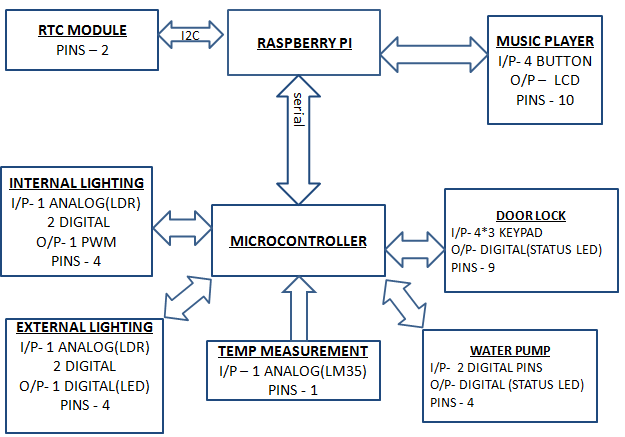 RTC MODULE
PINS – 2
I2C
RASPBERRY PI
MUSIC PLAYER
I/P- 4 BUTTON
O/P – LCD
PINS - 10
serial
INTERNAL LIGHTING
I/P- 1 ANALOG(LDR)
2 DIGITAL
O/P- 1 PWM
PINS - 4
MICROCONTROLLER
DOOR LOCK
I/P- 4*3 KEYPAD
O/P- DIGITAL(STATUS LED)
PINS - 9
EXTERNAL LIGHTING
I/P- 1 ANALOG(LDR)
2 DIGITAL
O/P- 1 DIGITAL(LED)
PINS - 4
TEMP MEASUREMENT
I/P – 1 ANALOG(LM35)
PINS - 1
WATER PUMP
I/P- 2 DIGITAL PINS
O/P- DIGITAL (STATUS LED)
PINS - 4